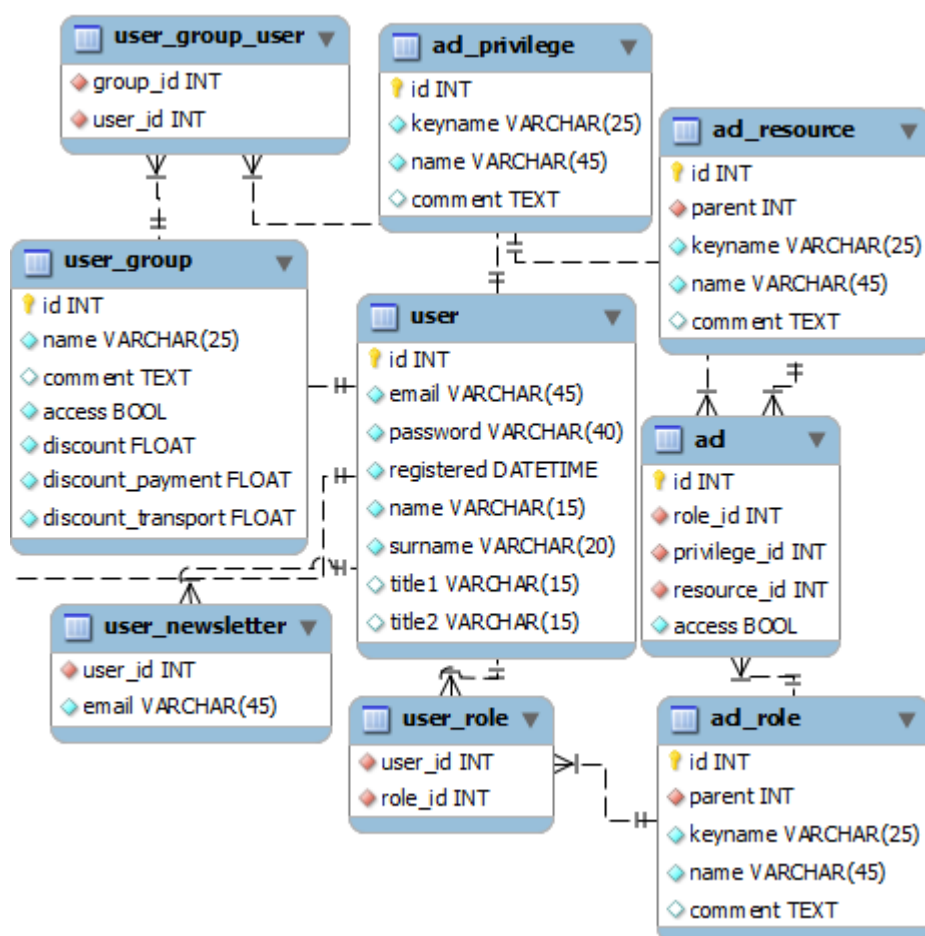 user_group_user
group_id INT
user_id INT
acl_privilege
id INT
keyname VARCHAR(25)
name VARCHAR(45)
comment TEXT
acl_resource
id INT
parent INT
keyname VARCHAR(25)
name VARCHAR(45)
comment TEXT
user_group
id INT
name VARCHAR(25)
comment TEXT
access BOOL
discount FLOAT
discount_payment FLOAT
discount_transport FLOAT
user
id INT
email VARCHAR(45)
password VARCHAR(40)
registered DATETIME
name VARCHAR(15)
surname VARCHAR(20)
title1 VARCHAR(15)
title2 VARCHAR(15)
acl
id INT
role_id INT
privilege_id INT
resource_id INT
access BOOL
user_newsletter
user_id INT
email VARCHAR(45)
user_role
user_id INT
role_id INT
acl_role
id INT
parent INT
keyname VARCHAR(25)
name VARCHAR(45)
comment TEXT